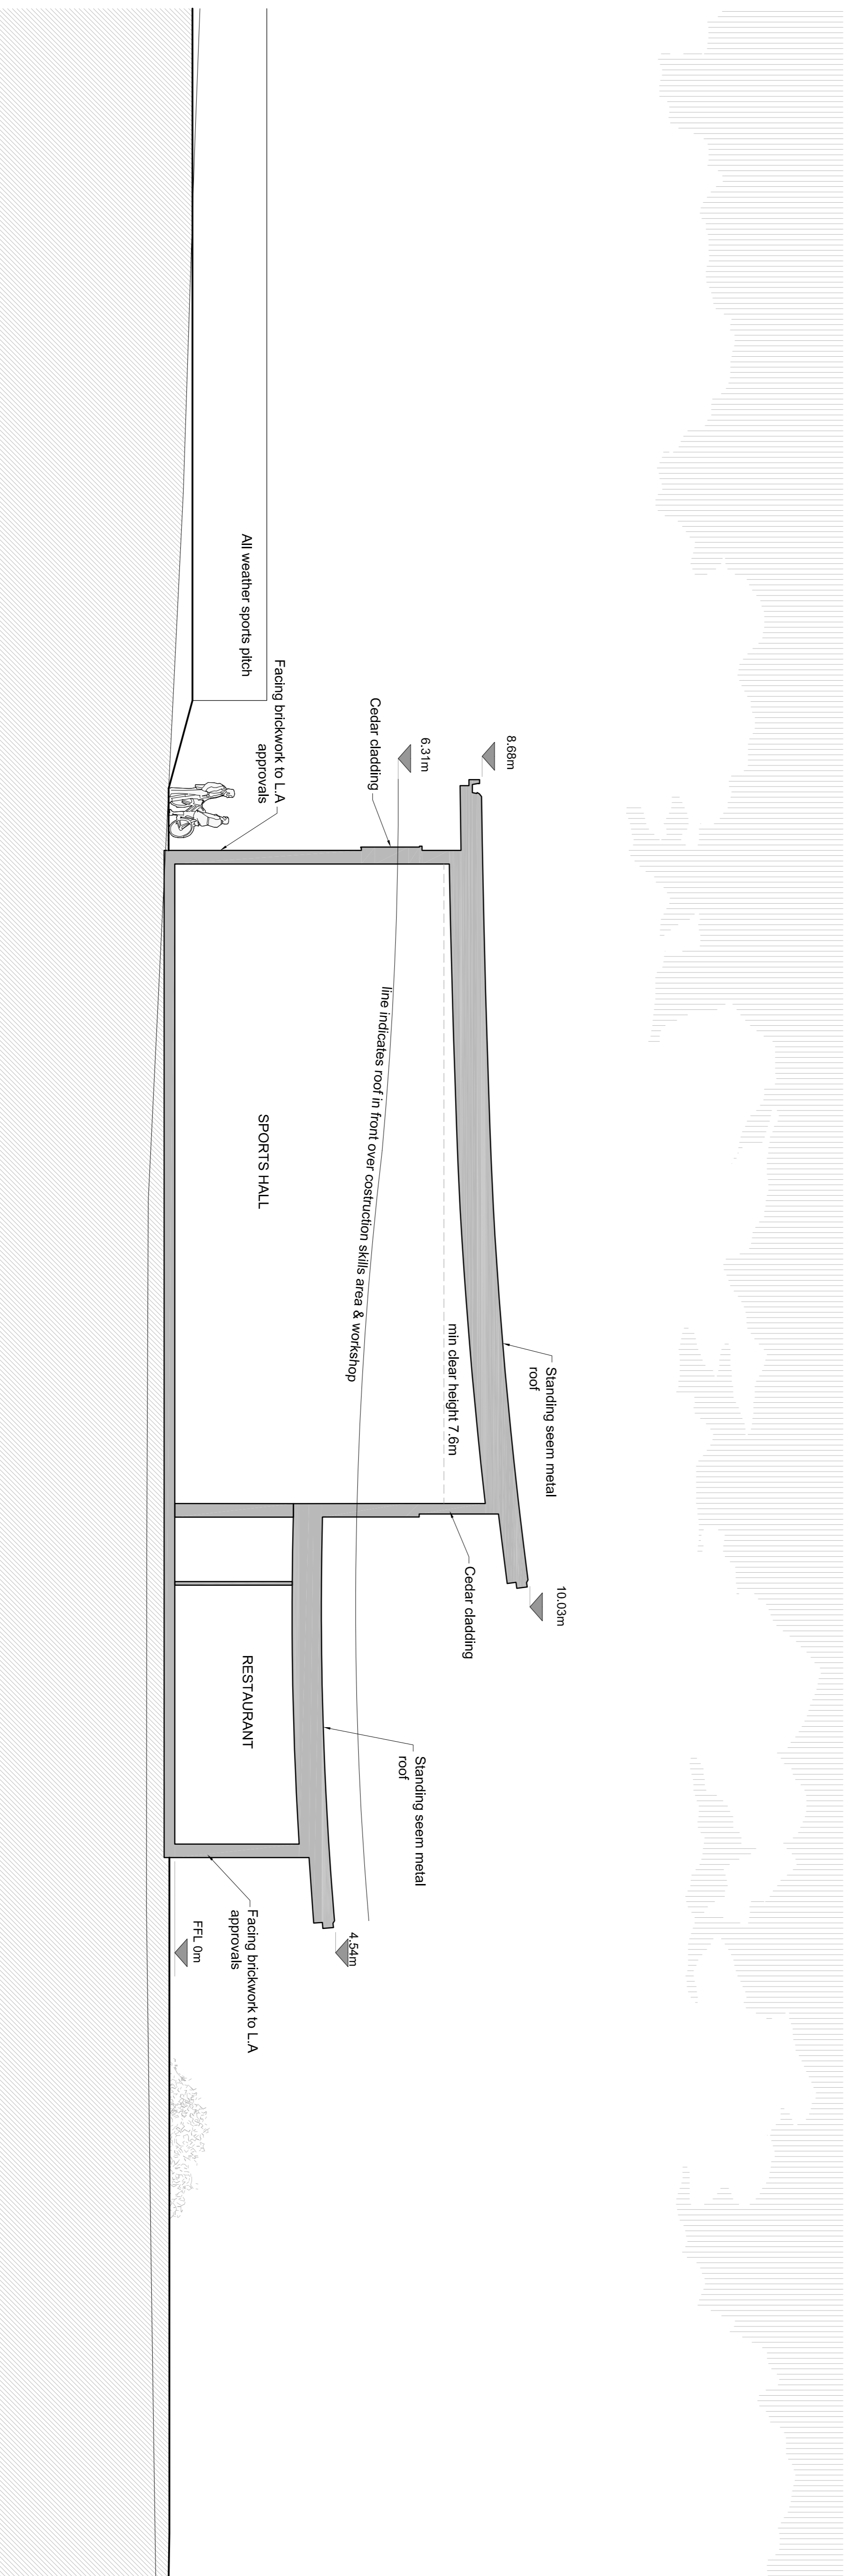 All weather sports pitch
Facing brickwork to L.A
approvals
Cedar cladding
6.31m
8.68m
line indicates roof in front over costruction skills area & workshop
SPORTS HALL
min clear height 7.6m
Standing seem metal
roof
10.03m
Cedar cladding
RESTAURANT
Standing seem metal
roof
4.54m
FFL 0m
Facing brickwork to L.A
approvals